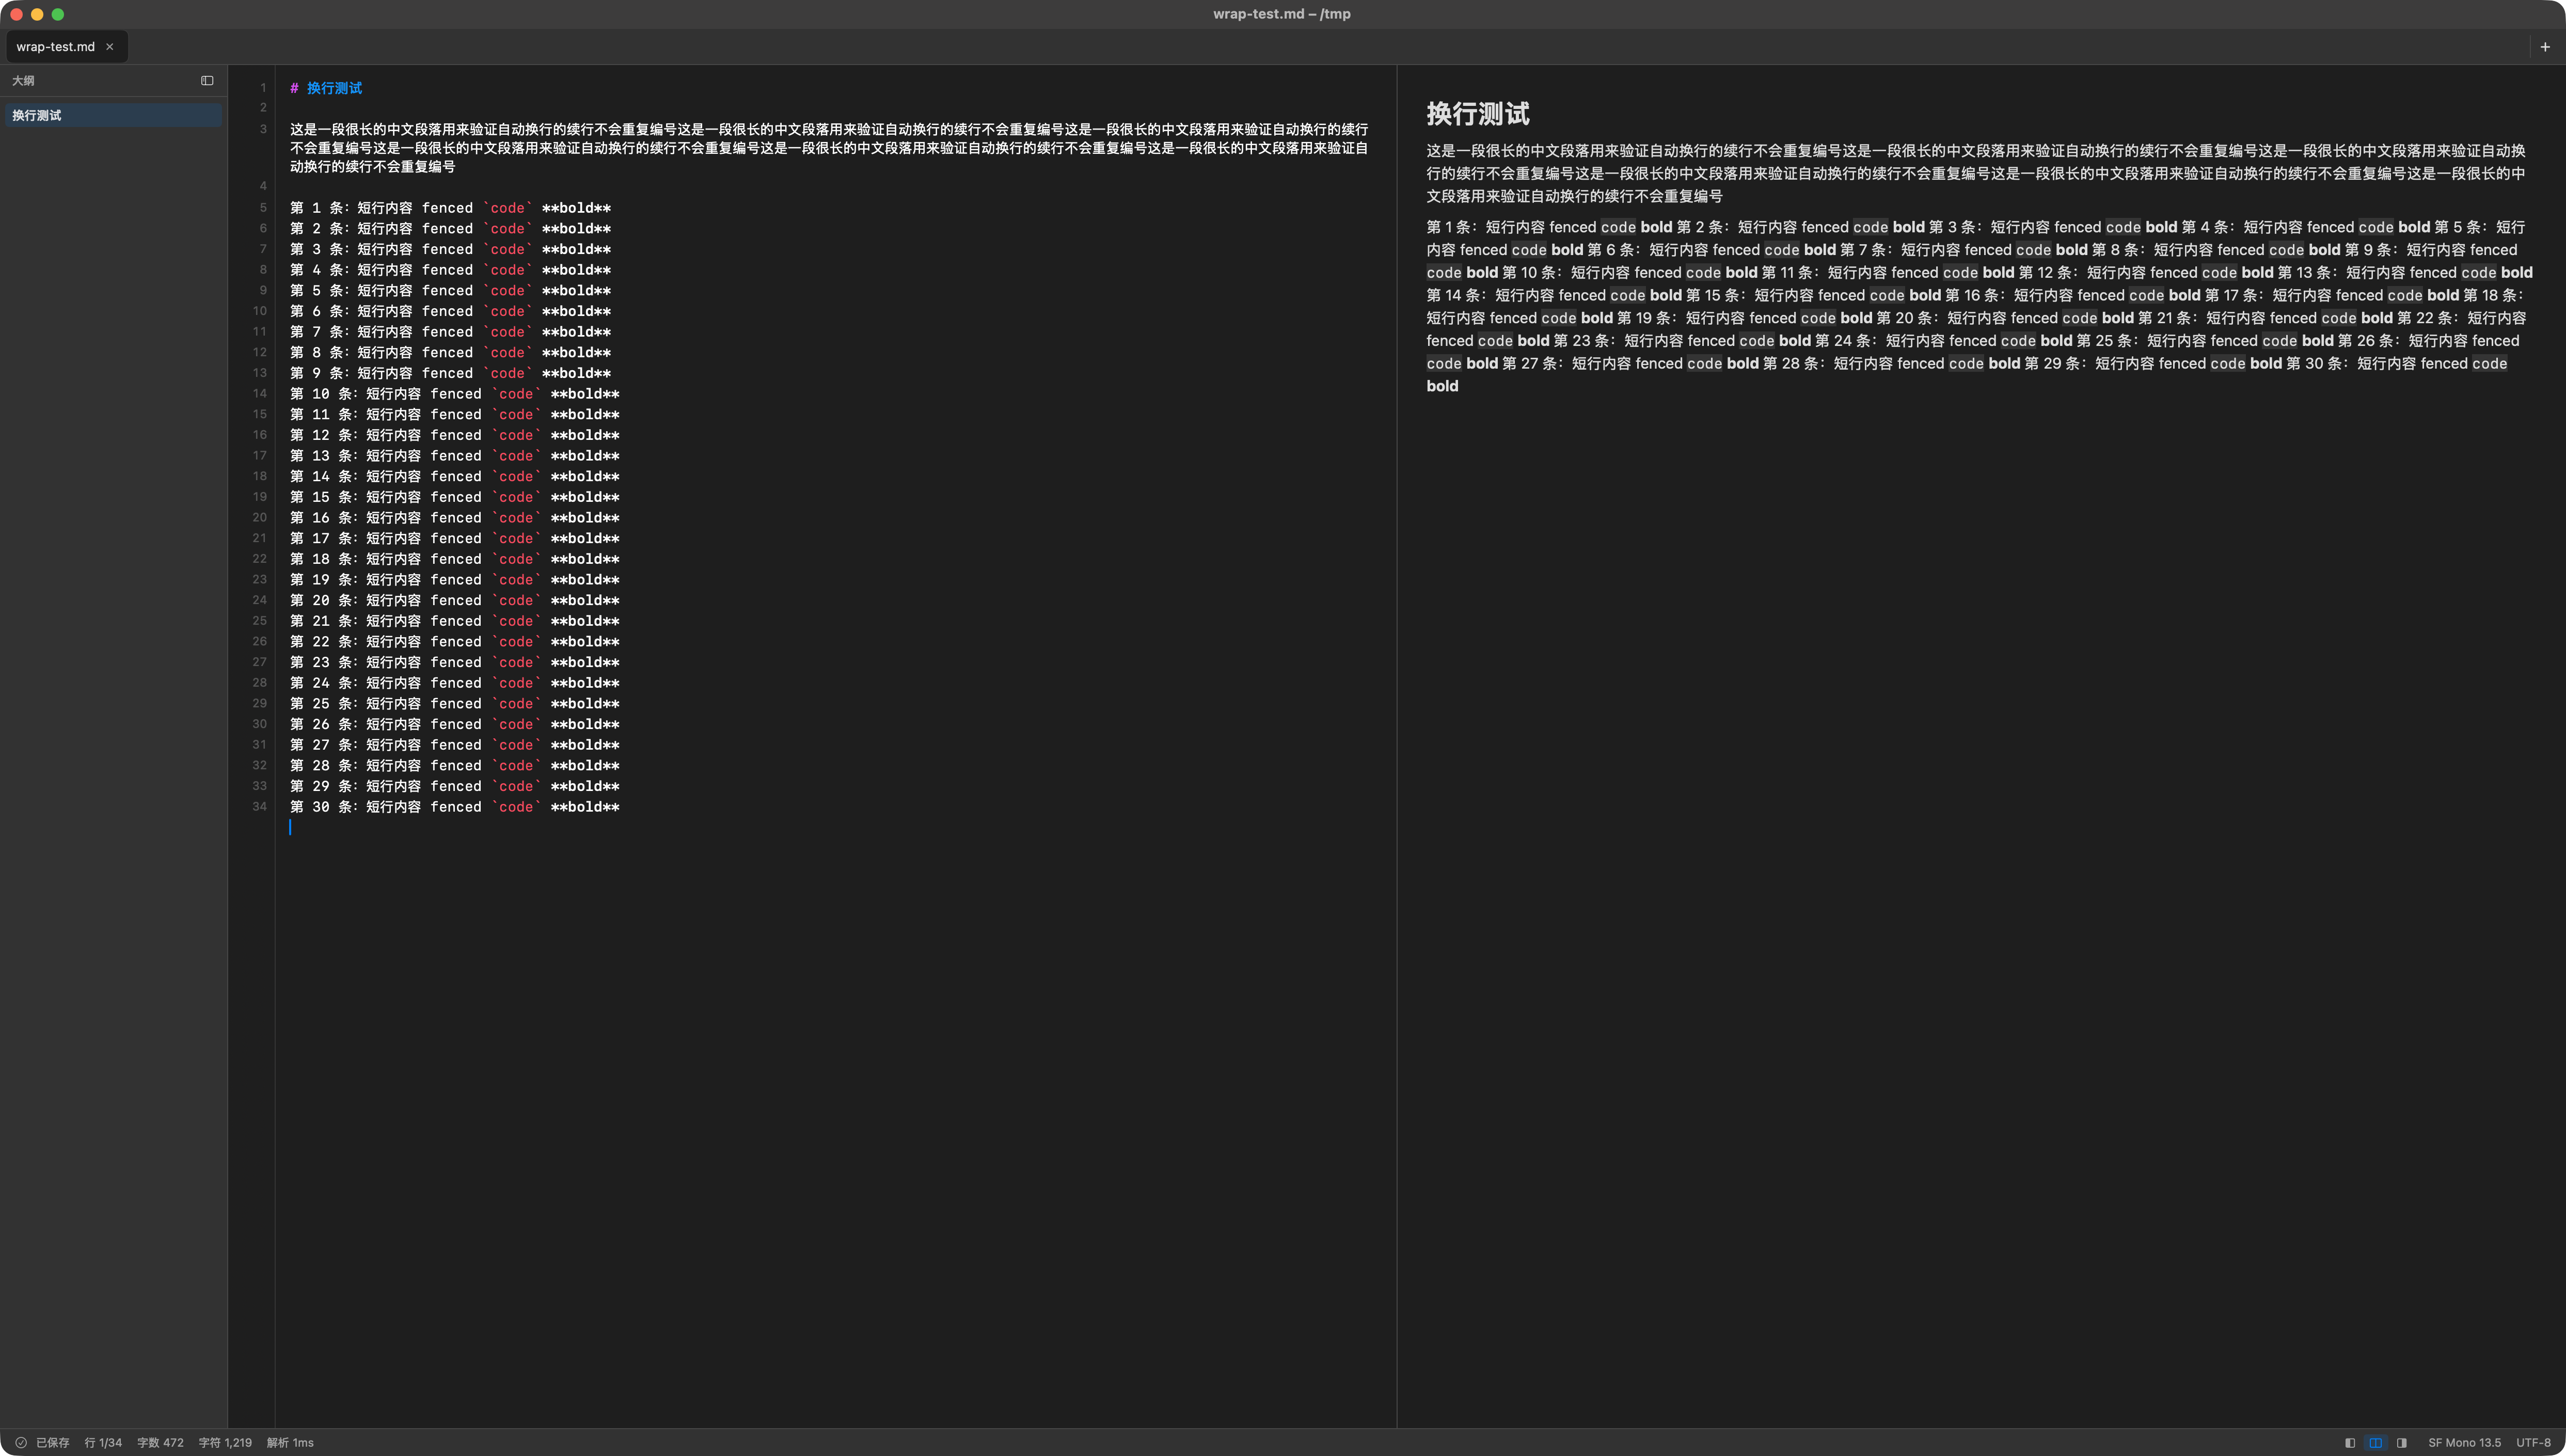 wrap-test.md — /tmp
wrap-test.md ×
+
大纲
换行测试
1 # 换行测试
2
3 这是一段很长的中文段落用来验证自动换行的续行不会重复编号这是一段很长的中文段落用来验证自动换行的续行不会重复编号这是一段很长的中文段落用来验证自动换行的续行
不会重复编号这是一段很长的中文段落用来验证自动换行的续行不会重复编号这是一段很长的中文段落用来验证自动换行的续行不会重复编号这是一段很长的中文段落用来验证自
动换行的续行不会重复编号
4
5 第 1 条：短行内容 fenced `code` **bold**
6 第 2 条：短行内容 fenced `code` **bold**
7 第 3 条：短行内容 fenced `code` **bold**
8 第 4 条：短行内容 fenced `code` **bold**
9 第 5 条：短行内容 fenced `code` **bold**
10 第 6 条：短行内容 fenced `code` **bold**
11 第 7 条：短行内容 fenced `code` **bold**
12 第 8 条：短行内容 fenced `code` **bold**
13 第 9 条：短行内容 fenced `code` **bold**
14 第 10 条：短行内容 fenced `code` **bold**
15 第 11 条：短行内容 fenced `code` **bold**
16 第 12 条：短行内容 fenced `code` **bold**
17 第 13 条：短行内容 fenced `code` **bold**
18 第 14 条：短行内容 fenced `code` **bold**
19 第 15 条：短行内容 fenced `code` **bold**
20 第 16 条：短行内容 fenced `code` **bold**
21 第 17 条：短行内容 fenced `code` **bold**
22 第 18 条：短行内容 fenced `code` **bold**
23 第 19 条：短行内容 fenced `code` **bold**
24 第 20 条：短行内容 fenced `code` **bold**
25 第 21 条：短行内容 fenced `code` **bold**
26 第 22 条：短行内容 fenced `code` **bold**
27 第 23 条：短行内容 fenced `code` **bold**
28 第 24 条：短行内容 fenced `code` **bold**
29 第 25 条：短行内容 fenced `code` **bold**
30 第 26 条：短行内容 fenced `code` **bold**
31 第 27 条：短行内容 fenced `code` **bold**
32 第 28 条：短行内容 fenced `code` **bold**
33 第 29 条：短行内容 fenced `code` **bold**
34 第 30 条：短行内容 fenced `code` **bold**
换行测试
这是一段很长的中文段落用来验证自动换行的续行不会重复编号这是一段很长的中文段落用来验证自动换行的续行不会重复编号这是一段很长的中文段落用来验证自动换
行的续行不会重复编号这是一段很长的中文段落用来验证自动换行的续行不会重复编号这是一段很长的中文段落用来验证自动换行的续行不会重复编号这是一段很长的中
文段落用来验证自动换行的续行不会重复编号
第 1 条：短行内容 fenced code bold 第 2 条：短行内容 fenced code bold 第 3 条：短行内容 fenced code bold 第 4 条：短行内容 fenced code bold 第 5 条：短行
内容 fenced code bold 第 6 条：短行内容 fenced code bold 第 7 条：短行内容 fenced code bold 第 8 条：短行内容 fenced code bold 第 9 条：短行内容 fenced
code bold 第 10 条：短行内容 fenced code bold 第 11 条：短行内容 fenced code bold 第 12 条：短行内容 fenced code bold 第 13 条：短行内容 fenced code bold
第 14 条：短行内容 fenced code bold 第 15 条：短行内容 fenced code bold 第 16 条：短行内容 fenced code bold 第 17 条：短行内容 fenced code bold 第 18 条：
短行内容 fenced code bold 第 19 条：短行内容 fenced code bold 第 20 条：短行内容 fenced code bold 第 21 条：短行内容 fenced code bold 第 22 条：短行内容
fenced code bold 第 23 条：短行内容 fenced code bold 第 24 条：短行内容 fenced code bold 第 25 条：短行内容 fenced code bold 第 26 条：短行内容 fenced
code bold 第 27 条：短行内容 fenced code bold 第 28 条：短行内容 fenced code bold 第 29 条：短行内容 fenced code bold 第 30 条：短行内容 fenced code
bold
已保存 行 1/34 字数 472 字符 1,219 解析 1ms
SF Mono 13.5 UTF-8